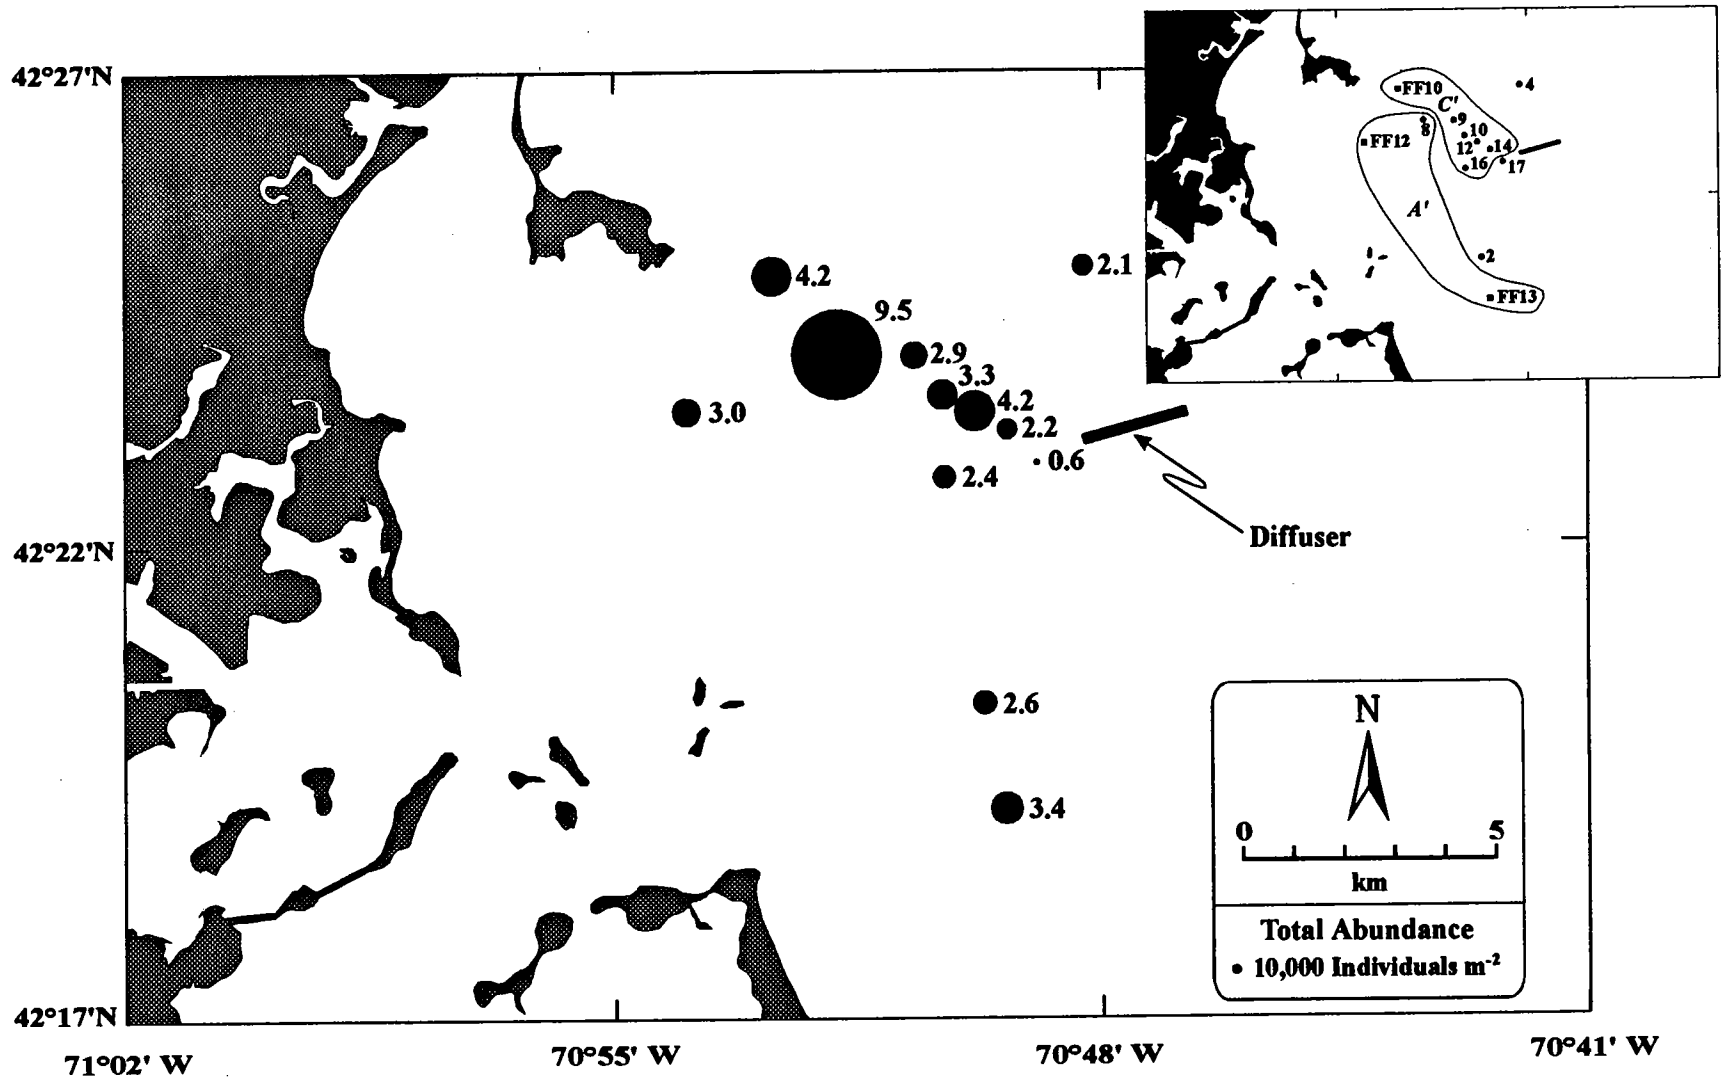 42°27'N
FF10
4
C'
9
8
10
FF12
12
14
16
17
A'
2
FF13
4.2
2.1
9.5
2.9
3.3
3.0
4.2
2.2
0.6
2.4
Diffuser
42°22'N
2.6
N
3.4
0 5
km
Total Abundance
10,000 Individuals m⁻²
42°17'N
71°02' W 70°55' W 70°48' W 70°41' W